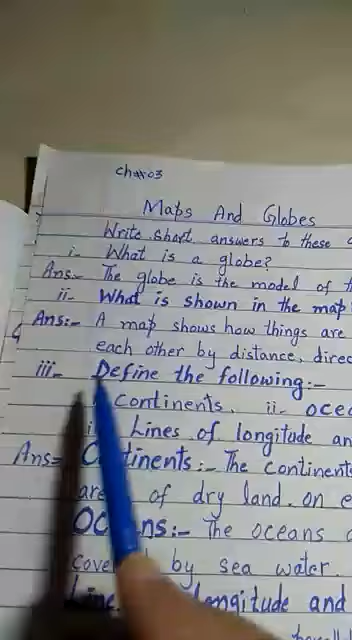 ch# 03
Maps And Globes
Write short answers to these
i- What is a globe?
Ans:- The globe is the model of
ii- What is shown in the map
Ans:- A map shows how things are
each other by distance, direc
iii- Define the following:-
continents. ii- ocea
Lines of longitude an
Ans:- Continents:- The continent
are of dry land. on e
Oceans:- The oceans
cove by sea water.
Line longitude and